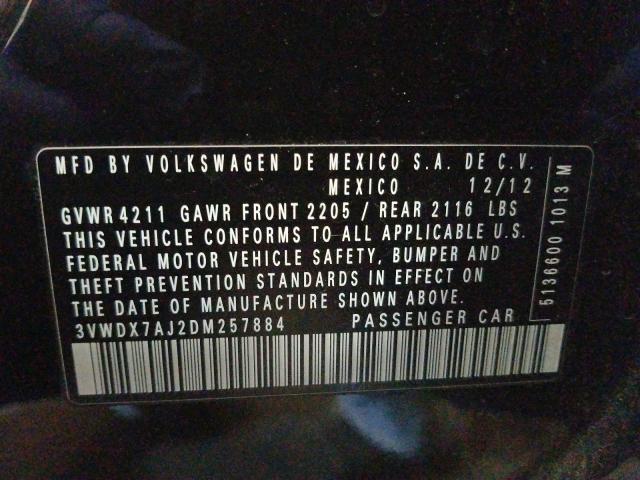 MFD BY VOLKSWAGEN DE MEXICO S.A. DE C.V.
MEXICO 12/12
GVWR 4211 GAWR FRONT 2205 / REAR 2116 LBS
THIS VEHICLE CONFORMS TO ALL APPLICABLE U.S.
FEDERAL MOTOR VEHICLE SAFETY, BUMPER AND
THEFT PREVENTION STANDARDS IN EFFECT ON
THE DATE OF MANUFACTURE SHOWN ABOVE.
3VWDX7AJ2DM257884 PASSENGER CAR
5136600 1013 M